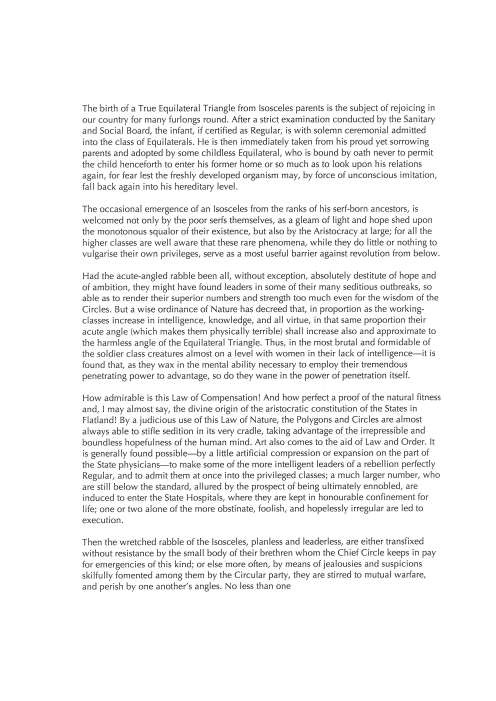 The birth of a True Equilateral Triangle from Isosceles parents is the subject of rejoicing in
our country for many furlongs round. After a strict examination conducted by the Sanitary
and Social Board, the infant, if certified as Regular, is with solemn ceremonial admitted
into the class of Equilaterals. He is then immediately taken from his proud yet sorrowing
parents and adopted by some childless Equilateral, who is bound by oath never to permit
the child henceforth to enter his former home or so much as to look upon his relations
again, for fear lest the freshly developed organism may, by force of unconscious imitation,
fall back again into his hereditary level.

The occasional emergence of an Isosceles from the ranks of his serf-born ancestors, is
welcomed not only by the poor serfs themselves, as a gleam of light and hope shed upon
the monotonous squalor of their existence, but also by the Aristocracy at large; for all the
higher classes are well aware that these rare phenomena, while they do little or nothing to
vulgarise their own privileges, serve as a most useful barrier against revolution from below.

Had the acute-angled rabble been all, without exception, absolutely destitute of hope and
of ambition, they might have found leaders in some of their many seditious outbreaks, so
able as to render their superior numbers and strength too much even for the wisdom of the
Circles. But a wise ordinance of Nature has decreed that, in proportion as the working-
classes increase in intelligence, knowledge, and all virtue, in that same proportion their
acute angle (which makes them physically terrible) shall increase also and approximate to
the harmless angle of the Equilateral Triangle. Thus, in the most brutal and formidable of
the soldier class creatures almost on a level with women in their lack of intelligence—it is
found that, as they wax in the mental ability necessary to employ their tremendous
penetrating power to advantage, so do they wane in the power of penetration itself.

How admirable is this Law of Compensation! And how perfect a proof of the natural fitness
and, I may almost say, the divine origin of the aristocratic constitution of the States in
Flatland! By a judicious use of this Law of Nature, the Polygons and Circles are almost
always able to stifle sedition in its very cradle, taking advantage of the irrepressible and
boundless hopefulness of the human mind. Art also comes to the aid of Law and Order. It
is generally found possible—by a little artificial compression or expansion on the part of
the State physicians—to make some of the more intelligent leaders of a rebellion perfectly
Regular, and to admit them at once into the privileged classes; a much larger number, who
are still below the standard, allured by the prospect of being ultimately ennobled, are
induced to enter the State Hospitals, where they are kept in honourable confinement for
life; one or two alone of the more obstinate, foolish, and hopelessly irregular are led to
execution.

Then the wretched rabble of the Isosceles, planless and leaderless, are either transfixed
without resistance by the small body of their brethren whom the Chief Circle keeps in pay
for emergencies of this kind; or else more often, by means of jealousies and suspicions
skilfully fomented among them by the Circular party, they are stirred to mutual warfare,
and perish by one another's angles. No less than one